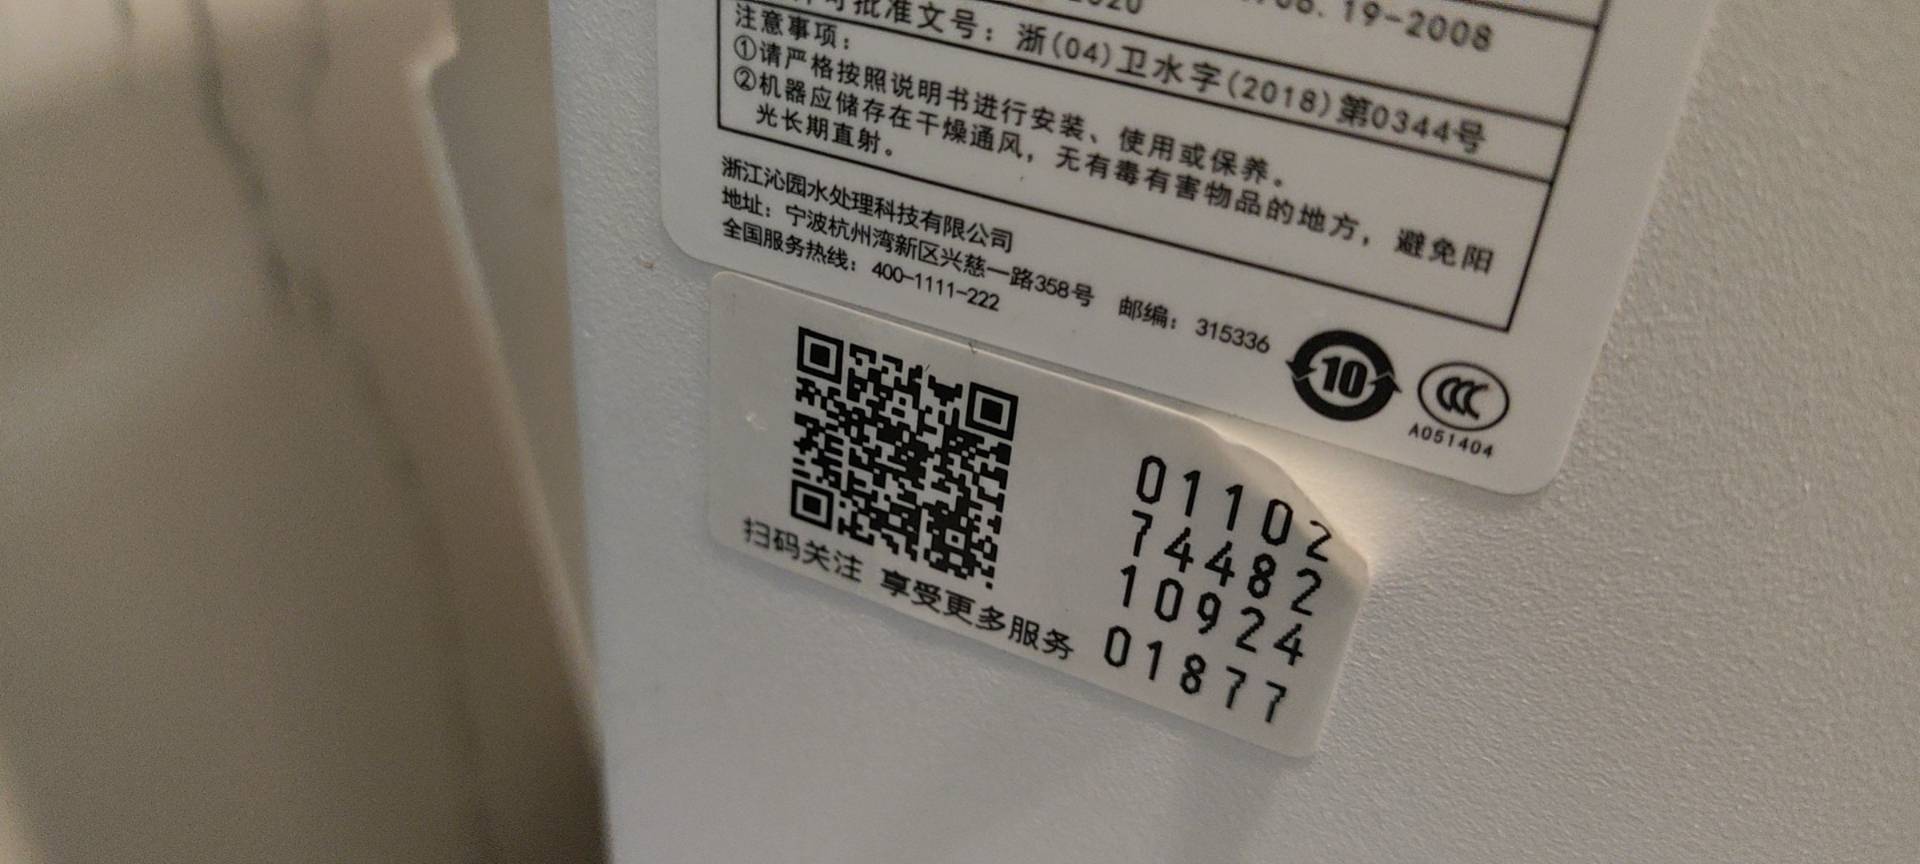 2020
06.19-2008
可批准文号：浙(04)卫水字(2018)第0344号
注意事项：
①请严格按照说明书进行安装、使用或保养。
②机器应储存在干燥通风，无有毒有害物品的地方，避免阳
光长期直射。
浙江沁园水处理科技有限公司
地址：宁波杭州湾新区兴慈一路358号 邮编：315336
全国服务热线：400-1111-222
10
CCC
A051404
扫码关注 享受更多服务
01102
74482
10924
01877